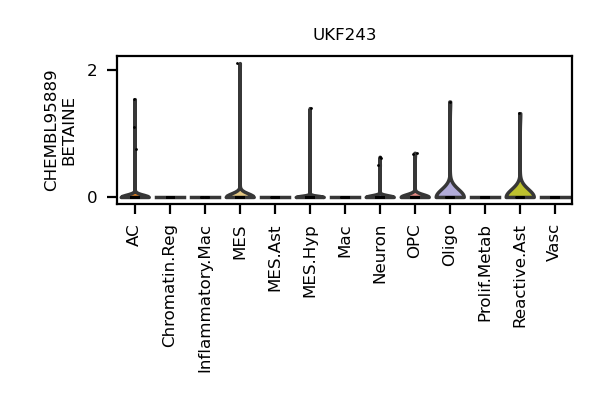 UKF243
CHEMBL95889
BETAINE
2
0
AC
Chromatin.Reg
Inflammatory.Mac
MES
MES.Ast
MES.Hyp
Mac
Neuron
OPC
Oligo
Prolif.Metab
Reactive.Ast
Vasc